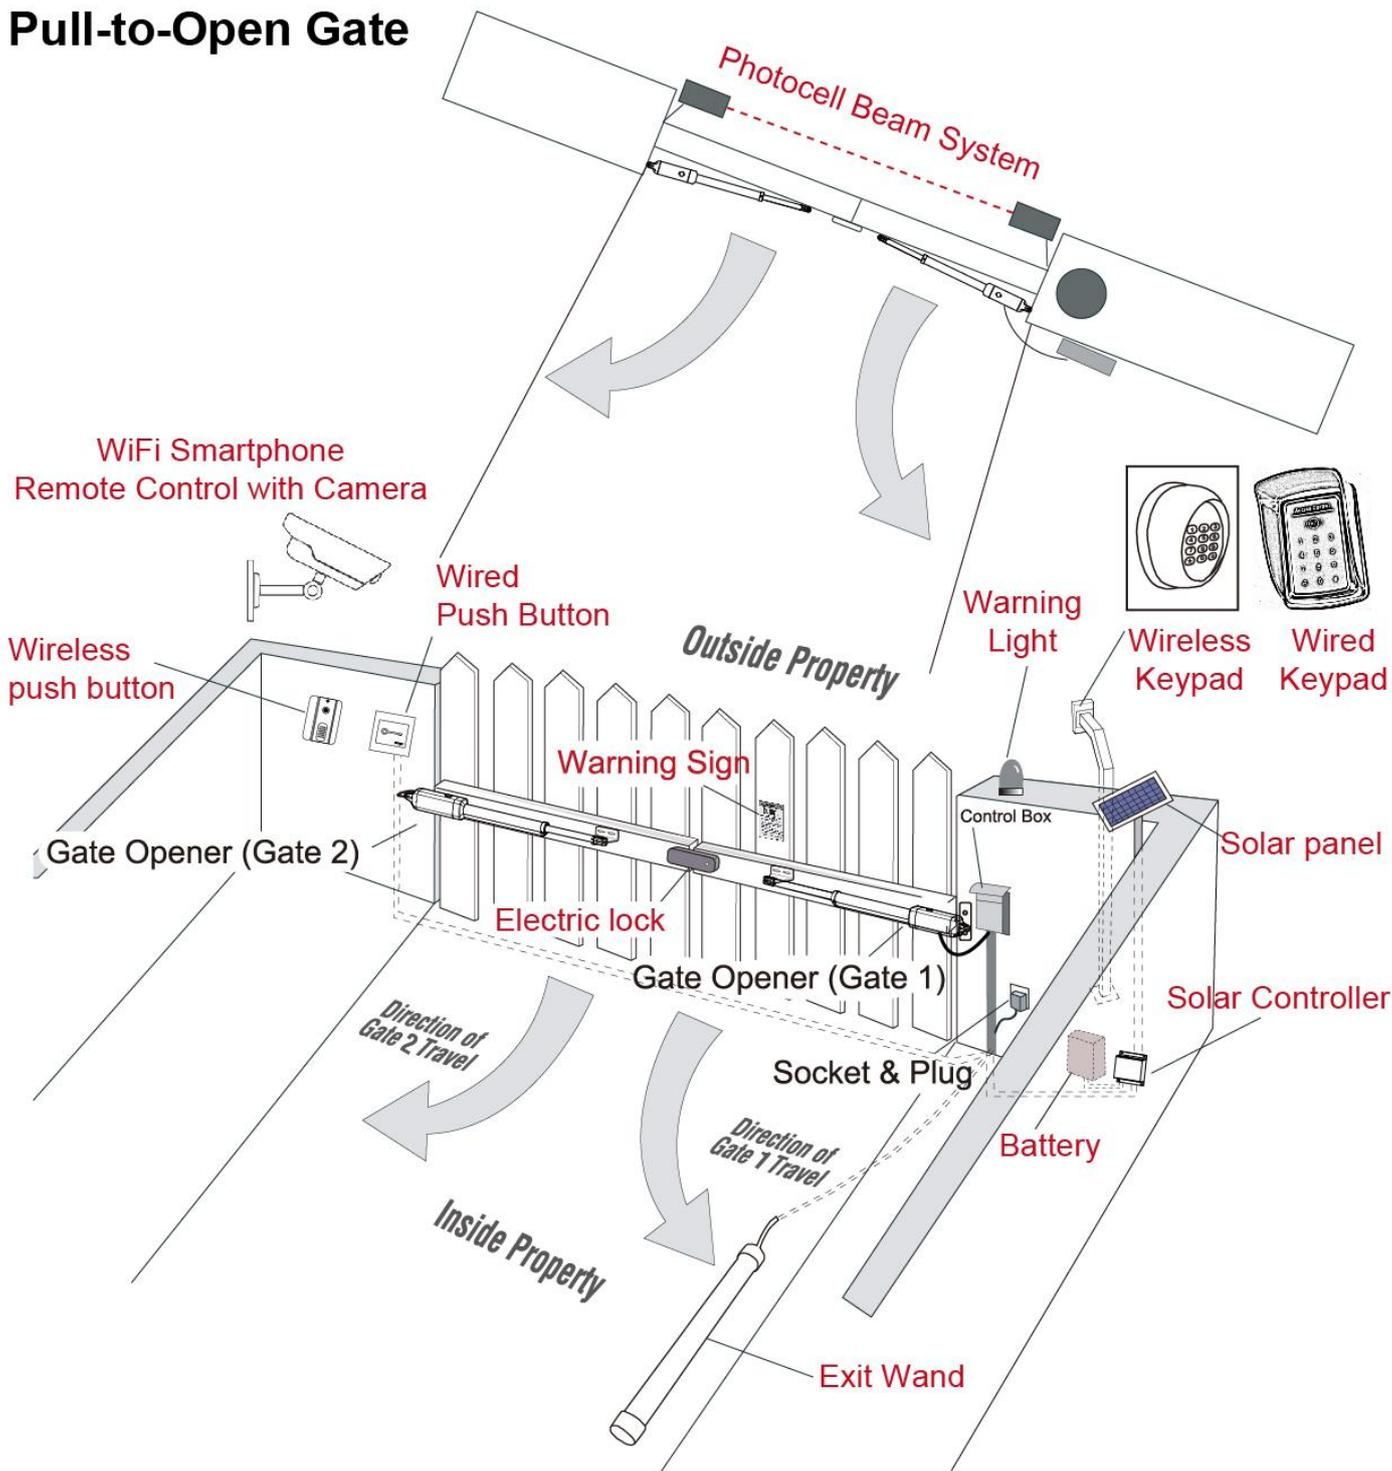 Pull-to-Open Gate
Photocell Beam System
WiFi Smartphone
Remote Control with Camera
Wired
Push Button
Wireless
push button
Outside Property
Warning
Light
Wireless
Keypad
Wired
Keypad
Warning Sign
Control Box
Solar panel
Gate Opener (Gate 2)
Electric lock
Gate Opener (Gate 1)
Solar Controller
Direction of
Gate 2 Travel
Socket & Plug
Battery
Direction of
Gate 1 Travel
Inside Property
Exit Wand